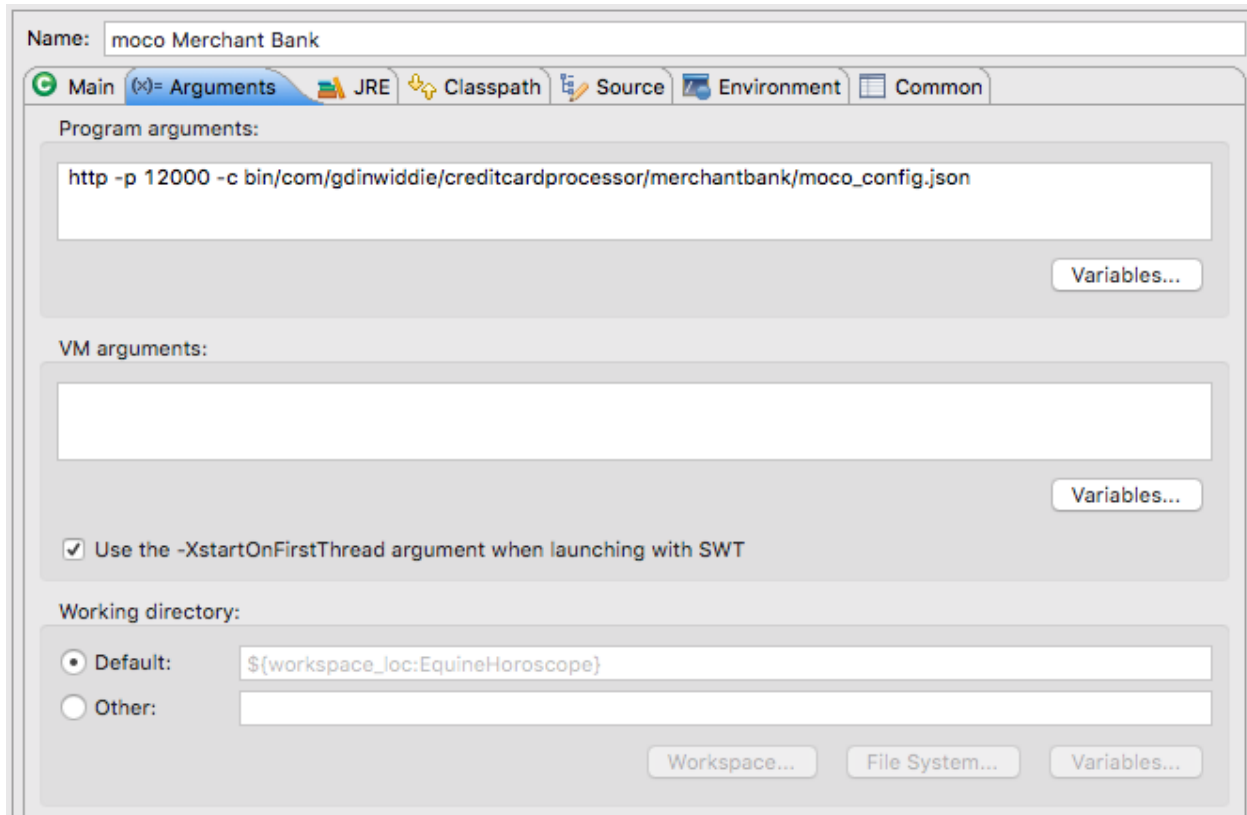 Name: moco Merchant Bank
Main (x)= Arguments JRE Classpath Source Environment Common
Program arguments:
http -p 12000 -c bin/com/gdinwiddie/creditcardprocessor/merchantbank/moco_config.json
Variables...
VM arguments:
Variables...
Use the -XstartOnFirstThread argument when launching with SWT
Working directory:
Default: ${workspace_loc:EquineHoroscope}
Other:
Workspace... File System... Variables...